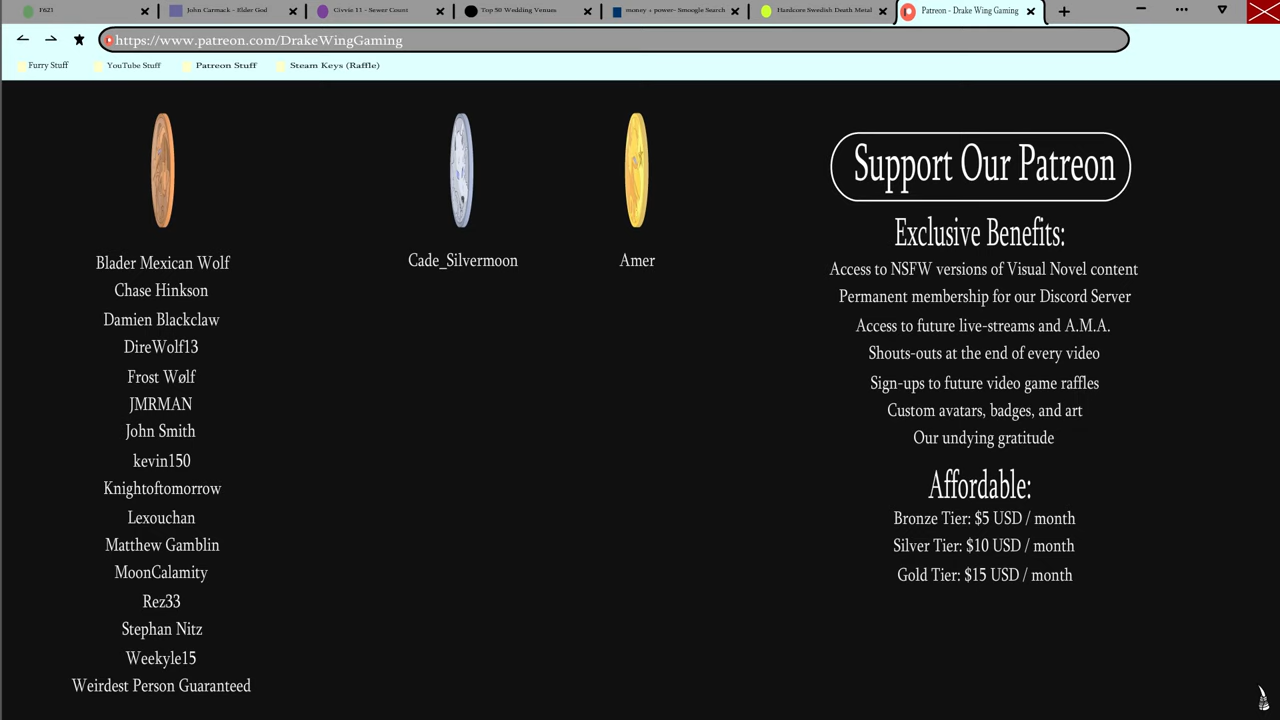 F621
John Carmack - Elder God
Civvie 11 - Sewer Count
Top 50 Wedding Venues
money + power- Smoogle Search
Hardcore Swedish Death Metal
Patreon - Drake Wing Gaming
https://www.patreon.com/DrakeWingGaming
Furry Stuff
YouTube Stuff
Patreon Stuff
Steam Keys (Raffle)
Blader Mexican Wolf
Chase Hinkson
Damien Blackclaw
DireWolf13
Frost Wølf
JMRMAN
John Smith
kevin150
Knightoftomorrow
Lexouchan
Matthew Gamblin
MoonCalamity
Rez33
Stephan Nitz
Weekyle15
Weirdest Person Guaranteed
Cade_Silvermoon
Amer
Support Our Patreon
Exclusive Benefits:
Access to NSFW versions of Visual Novel content
Permanent membership for our Discord Server
Access to future live-streams and A.M.A.
Shouts-outs at the end of every video
Sign-ups to future video game raffles
Custom avatars, badges, and art
Our undying gratitude
Affordable:
Bronze Tier: $5 USD / month
Silver Tier: $10 USD / month
Gold Tier: $15 USD / month